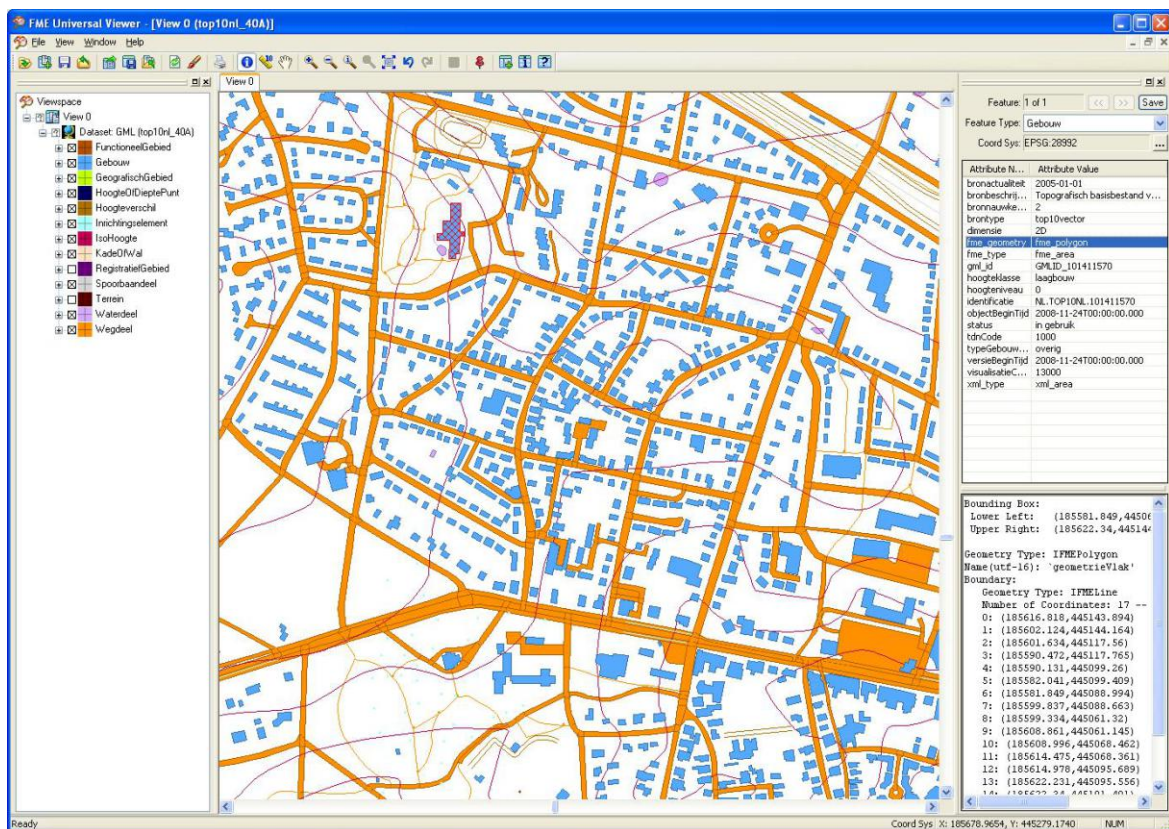 FME Universal Viewer - [View 0 (top10nl_40A)]
File View Window Help
View 0
Viewspace
View 0
Dataset: GML (top10nl_40A)
FunctioneelGebied
Gebouw
GeografischGebied
HoogteOfDieptePunt
Hoogteverschil
Inrichtingselement
IsoHoogte
KadeOfWal
RegistratiefGebied
Spoorbaandeel
Terrein
Waterdeel
Wegdeel
Feature: 1 of 1 << >> Save
Feature Type: Gebouw
Coord Sys: EPSG:28992 ...
Attribute N... Attribute Value
bronactualiteit 2005-01-01
bronbeschrij... Topografisch basisbestand v...
bronnauwke... 2
brontype top10vector
dimensie 2D
fme_geometry fme_polygon
fme_type fme_area
gml_id GMLID_101411570
hoogteklasse laagbouw
hoogteniveau 0
identificatie NL.TOP10NL.101411570
objectBeginTijd 2008-11-24T00:00:00.000
status in gebruik
tdnCode 1000
typeGebouw... overig
versieBeginTijd 2008-11-24T00:00:00.000
visualisatieC... 13000
xml_type xml_area
Bounding Box:
Lower Left: (185581.849,4450
Upper Right: (185622.34,44514
Geometry Type: IFMEPolygon
Name(utf-16): `geometrieVlak'
Boundary:
Geometry Type: IFMELine
Number of Coordinates: 17 --
0: (185616.818,445143.894)
1: (185602.124,445144.164)
2: (185601.634,445117.56)
3: (185590.472,445117.765)
4: (185590.131,445099.26)
5: (185582.041,445099.409)
6: (185581.849,445088.994)
7: (185599.837,445088.663)
8: (185599.334,445061.32)
9: (185608.861,445061.145)
10: (185608.996,445068.462)
11: (185614.475,445068.361)
12: (185614.978,445095.689)
13: (185622.231,445095.556)
Ready
Coord Sys X: 185678.9654, Y: 445279.1740 NUM